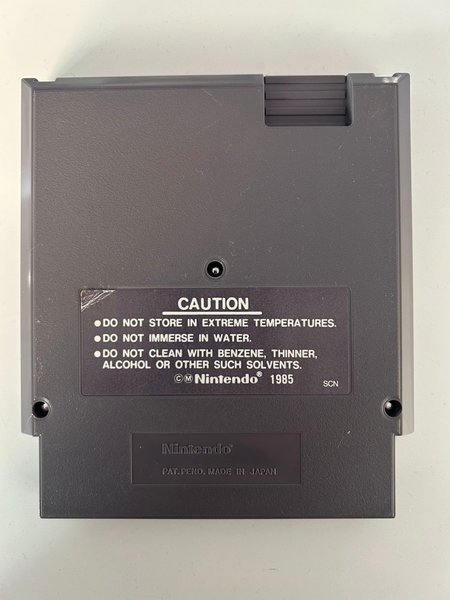 CAUTION
●DO NOT STORE IN EXTREME TEMPERATURES.
●DO NOT IMMERSE IN WATER.
●DO NOT CLEAN WITH BENZENE, THINNER,
ALCOHOL OR OTHER SUCH SOLVENTS.
©Ⓜ Nintendo® 1985
SCN
Nintendo®
PAT. PEND. MADE IN JAPAN